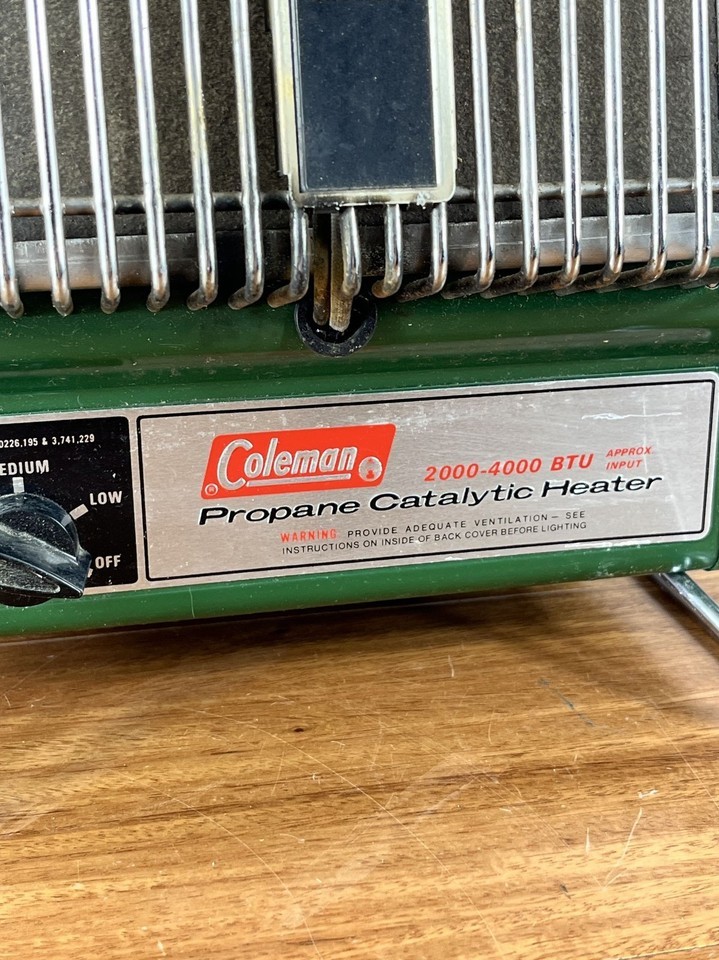 0226,195 & 3,741,229
EDIUM
LOW
OFF
Coleman ®
2000-4000 BTU APPROX. INPUT
Propane Catalytic Heater
WARNING: PROVIDE ADEQUATE VENTILATION — SEE
INSTRUCTIONS ON INSIDE OF BACK COVER BEFORE LIGHTING